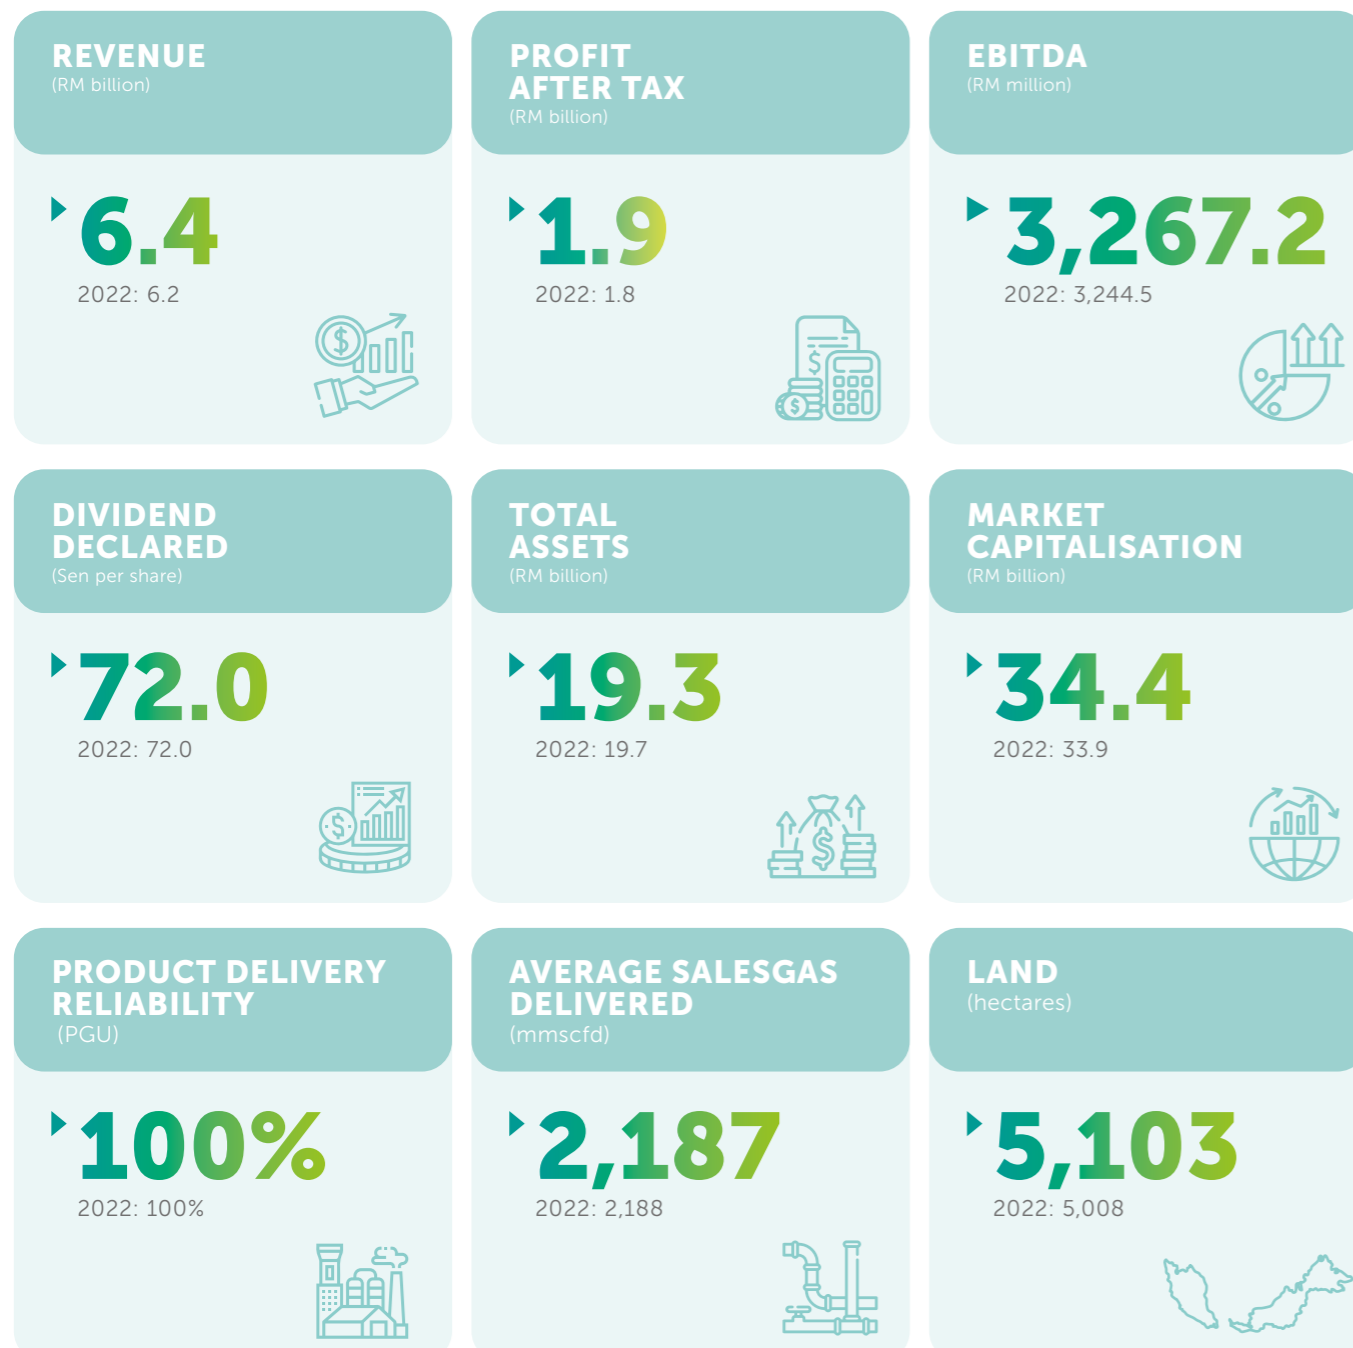 REVENUE
(RM billion)
6.4
2022: 6.2
PROFIT
AFTER TAX
(RM billion)
1.9
2022: 1.8
EBITDA
(RM million)
3,267.2
2022: 3,244.5
DIVIDEND
DECLARED
(Sen per share)
72.0
2022: 72.0
TOTAL
ASSETS
(RM billion)
19.3
2022: 19.7
MARKET
CAPITALISATION
(RM billion)
34.4
2022: 33.9
PRODUCT DELIVERY
RELIABILITY
(PGU)
100%
2022: 100%
AVERAGE SALESGAS
DELIVERED
(mmscfd)
2,187
2022: 2,188
LAND
(hectares)
5,103
2022: 5,008